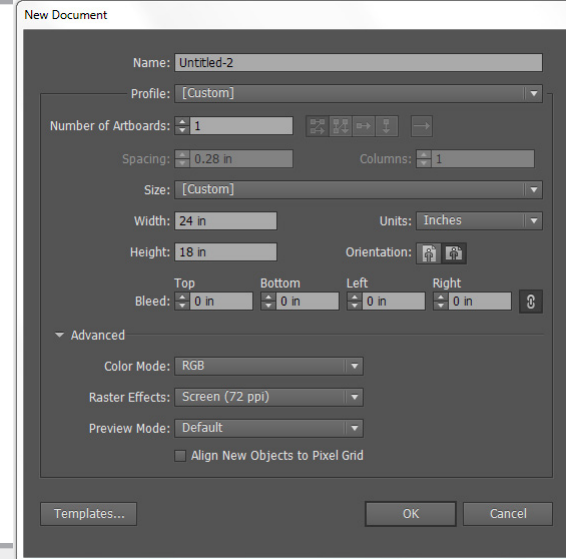 New Document
Name: Untitled-2
Profile: [Custom]
Number of Artboards: 1
Spacing: 0.28 in Columns: 1
Size: [Custom]
Width: 24 in Units: Inches
Height: 18 in Orientation:
Top Bottom Left Right
Bleed: 0 in 0 in 0 in 0 in
Advanced
Color Mode: RGB
Raster Effects: Screen (72 ppi)
Preview Mode: Default
Align New Objects to Pixel Grid
Templates... OK Cancel